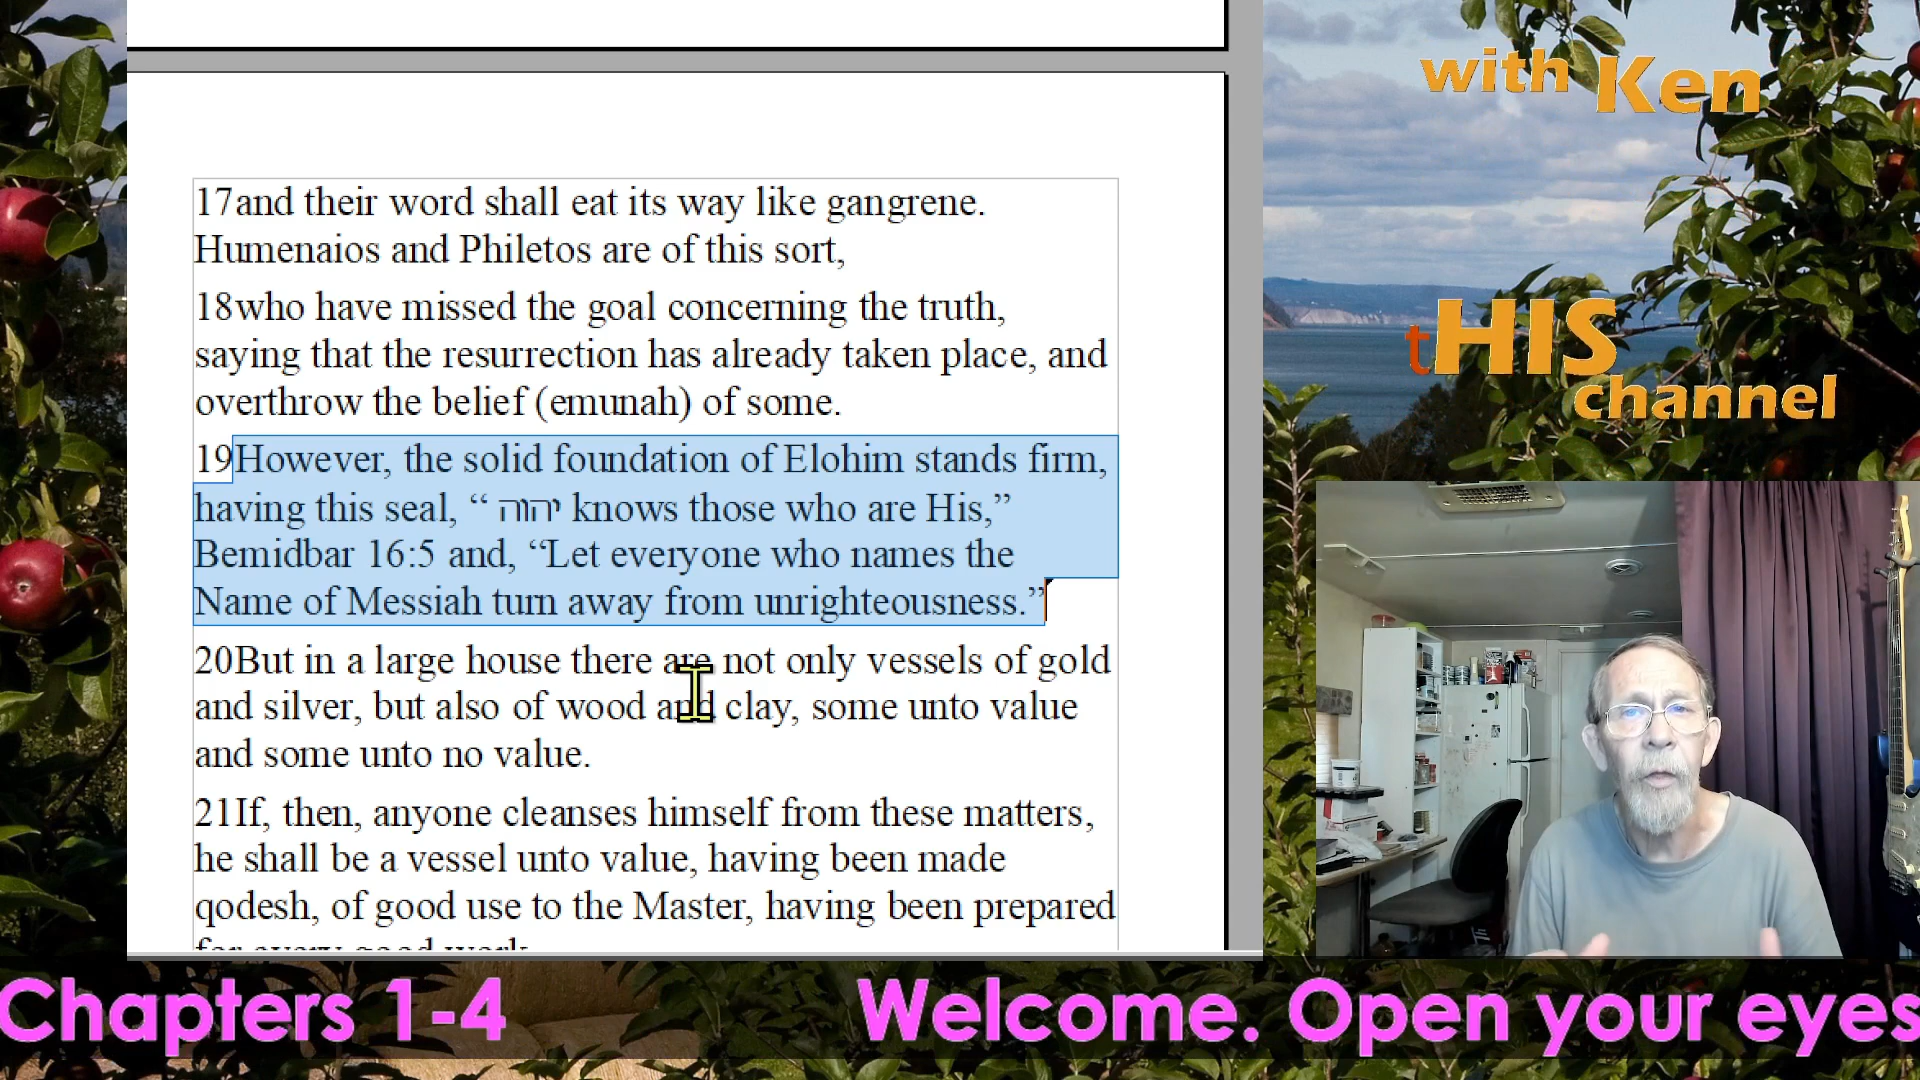 with Ken
tHIS
channel
17and their word shall eat its way like gangrene.
Humenaios and Philetos are of this sort,
18who have missed the goal concerning the truth,
saying that the resurrection has already taken place, and
overthrow the belief (emunah) of some.
19However, the solid foundation of Elohim stands firm,
having this seal, “ יהוה knows those who are His,”
Bemidbar 16:5 and, “Let everyone who names the
Name of Messiah turn away from unrighteousness.”
20But in a large house there are not only vessels of gold
and silver, but also of wood and clay, some unto value
and some unto no value.
21If, then, anyone cleanses himself from these matters,
he shall be a vessel unto value, having been made
qodesh, of good use to the Master, having been prepared
for every good work.
Chapters 1-4 Welcome. Open your eyes